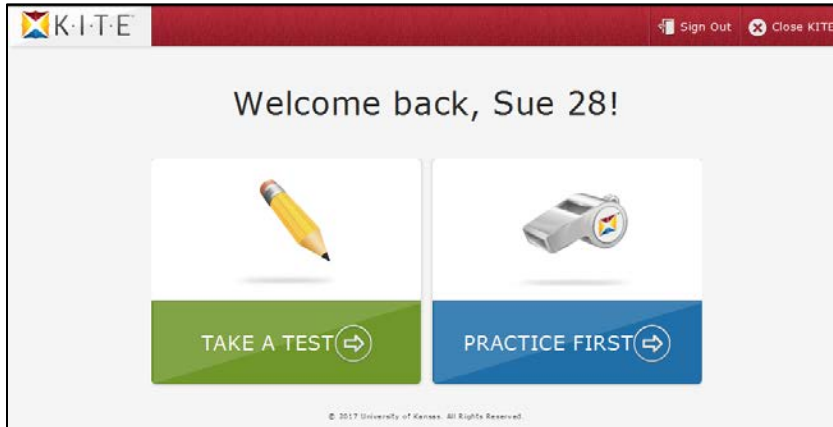 K·I·T·E
Sign Out
Close KITE
Welcome back, Sue 28!
TAKE A TEST
PRACTICE FIRST
© 2017 University of Kansas. All Rights Reserved.